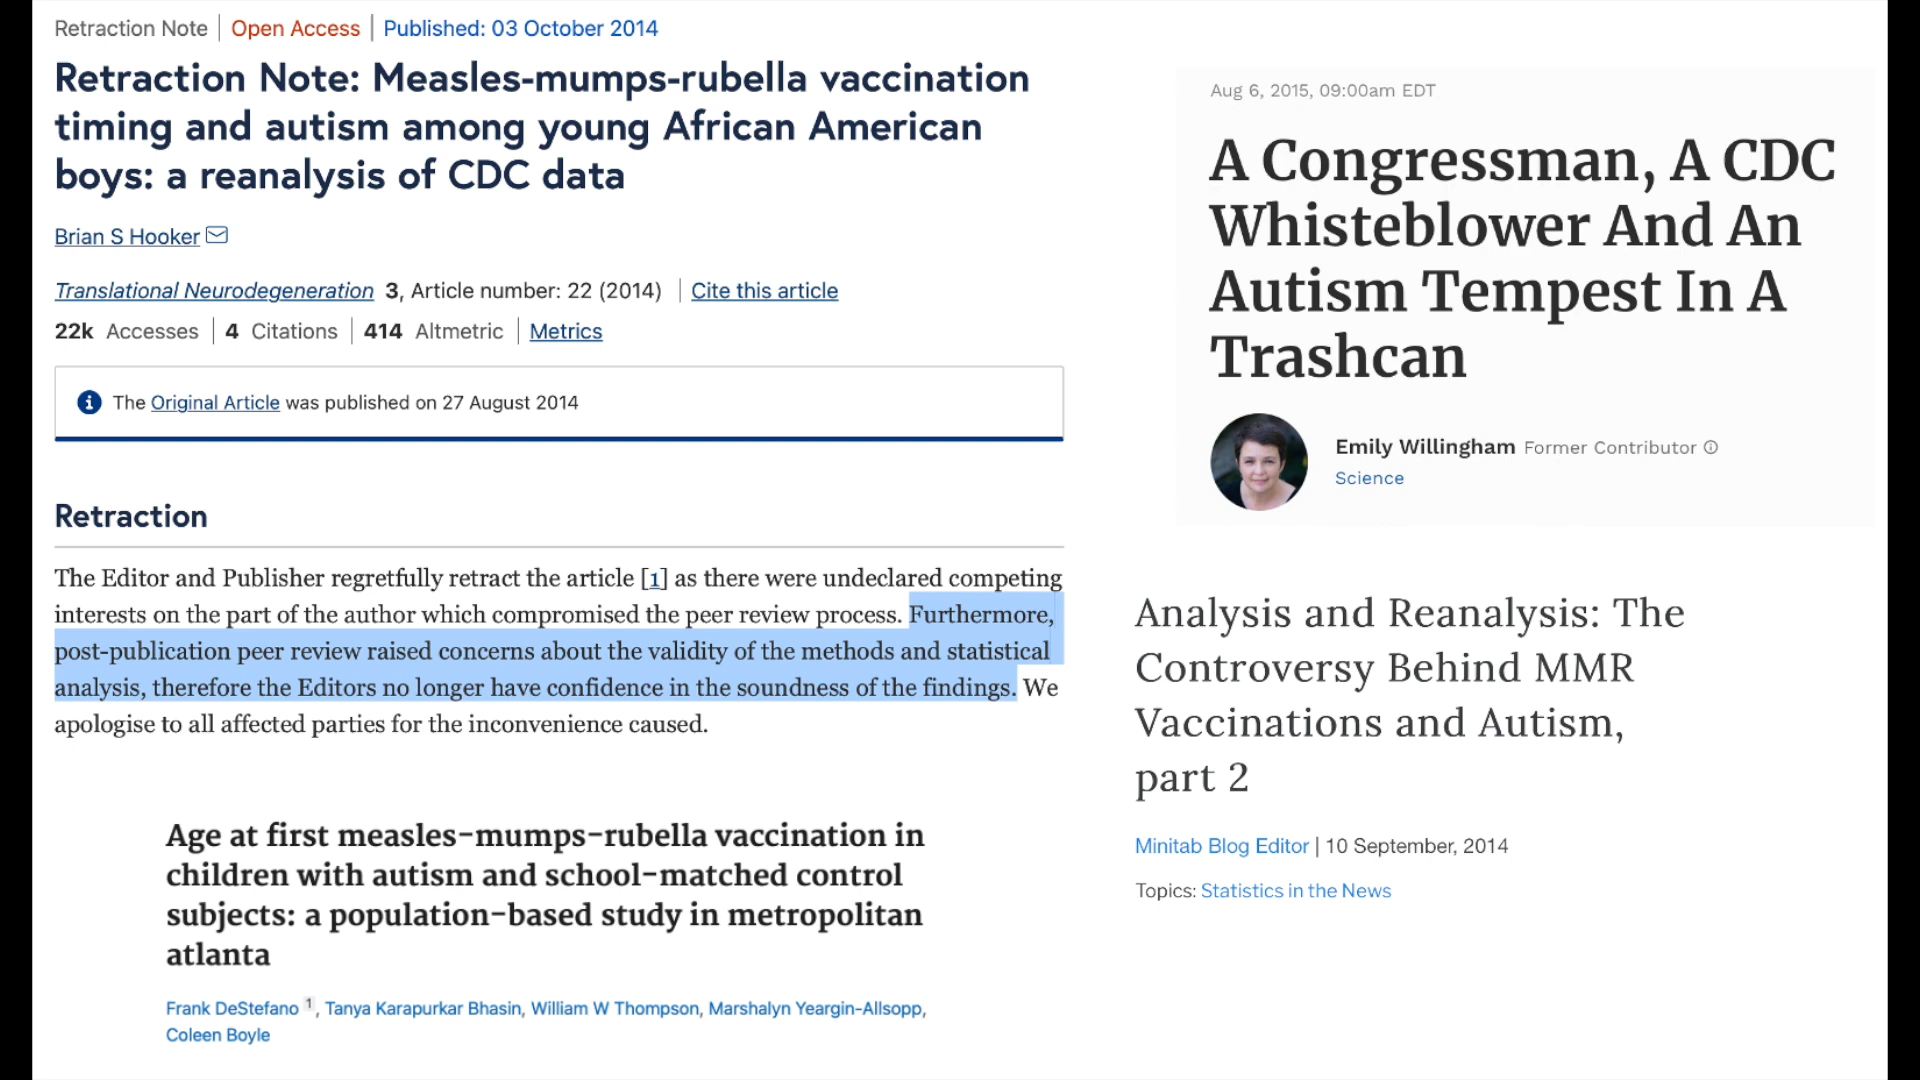 Retraction Note | Open Access | Published: 03 October 2014
Retraction Note: Measles-mumps-rubella vaccination
timing and autism among young African American
boys: a reanalysis of CDC data
Brian S Hooker
Translational Neurodegeneration 3, Article number: 22 (2014) | Cite this article
22k Accesses | 4 Citations | 414 Altmetric | Metrics
The Original Article was published on 27 August 2014
Retraction
The Editor and Publisher regretfully retract the article [1] as there were undeclared competing
interests on the part of the author which compromised the peer review process. Furthermore,
post-publication peer review raised concerns about the validity of the methods and statistical
analysis, therefore the Editors no longer have confidence in the soundness of the findings. We
apologise to all affected parties for the inconvenience caused.
Age at first measles-mumps-rubella vaccination in
children with autism and school-matched control
subjects: a population-based study in metropolitan
atlanta
Frank DeStefano 1, Tanya Karapurkar Bhasin, William W Thompson, Marshalyn Yeargin-Allsopp,
Coleen Boyle
Aug 6, 2015, 09:00am EDT
A Congressman, A CDC
Whisteblower And An
Autism Tempest In A
Trashcan
Emily Willingham Former Contributor
Science
Analysis and Reanalysis: The
Controversy Behind MMR
Vaccinations and Autism,
part 2
Minitab Blog Editor | 10 September, 2014
Topics: Statistics in the News